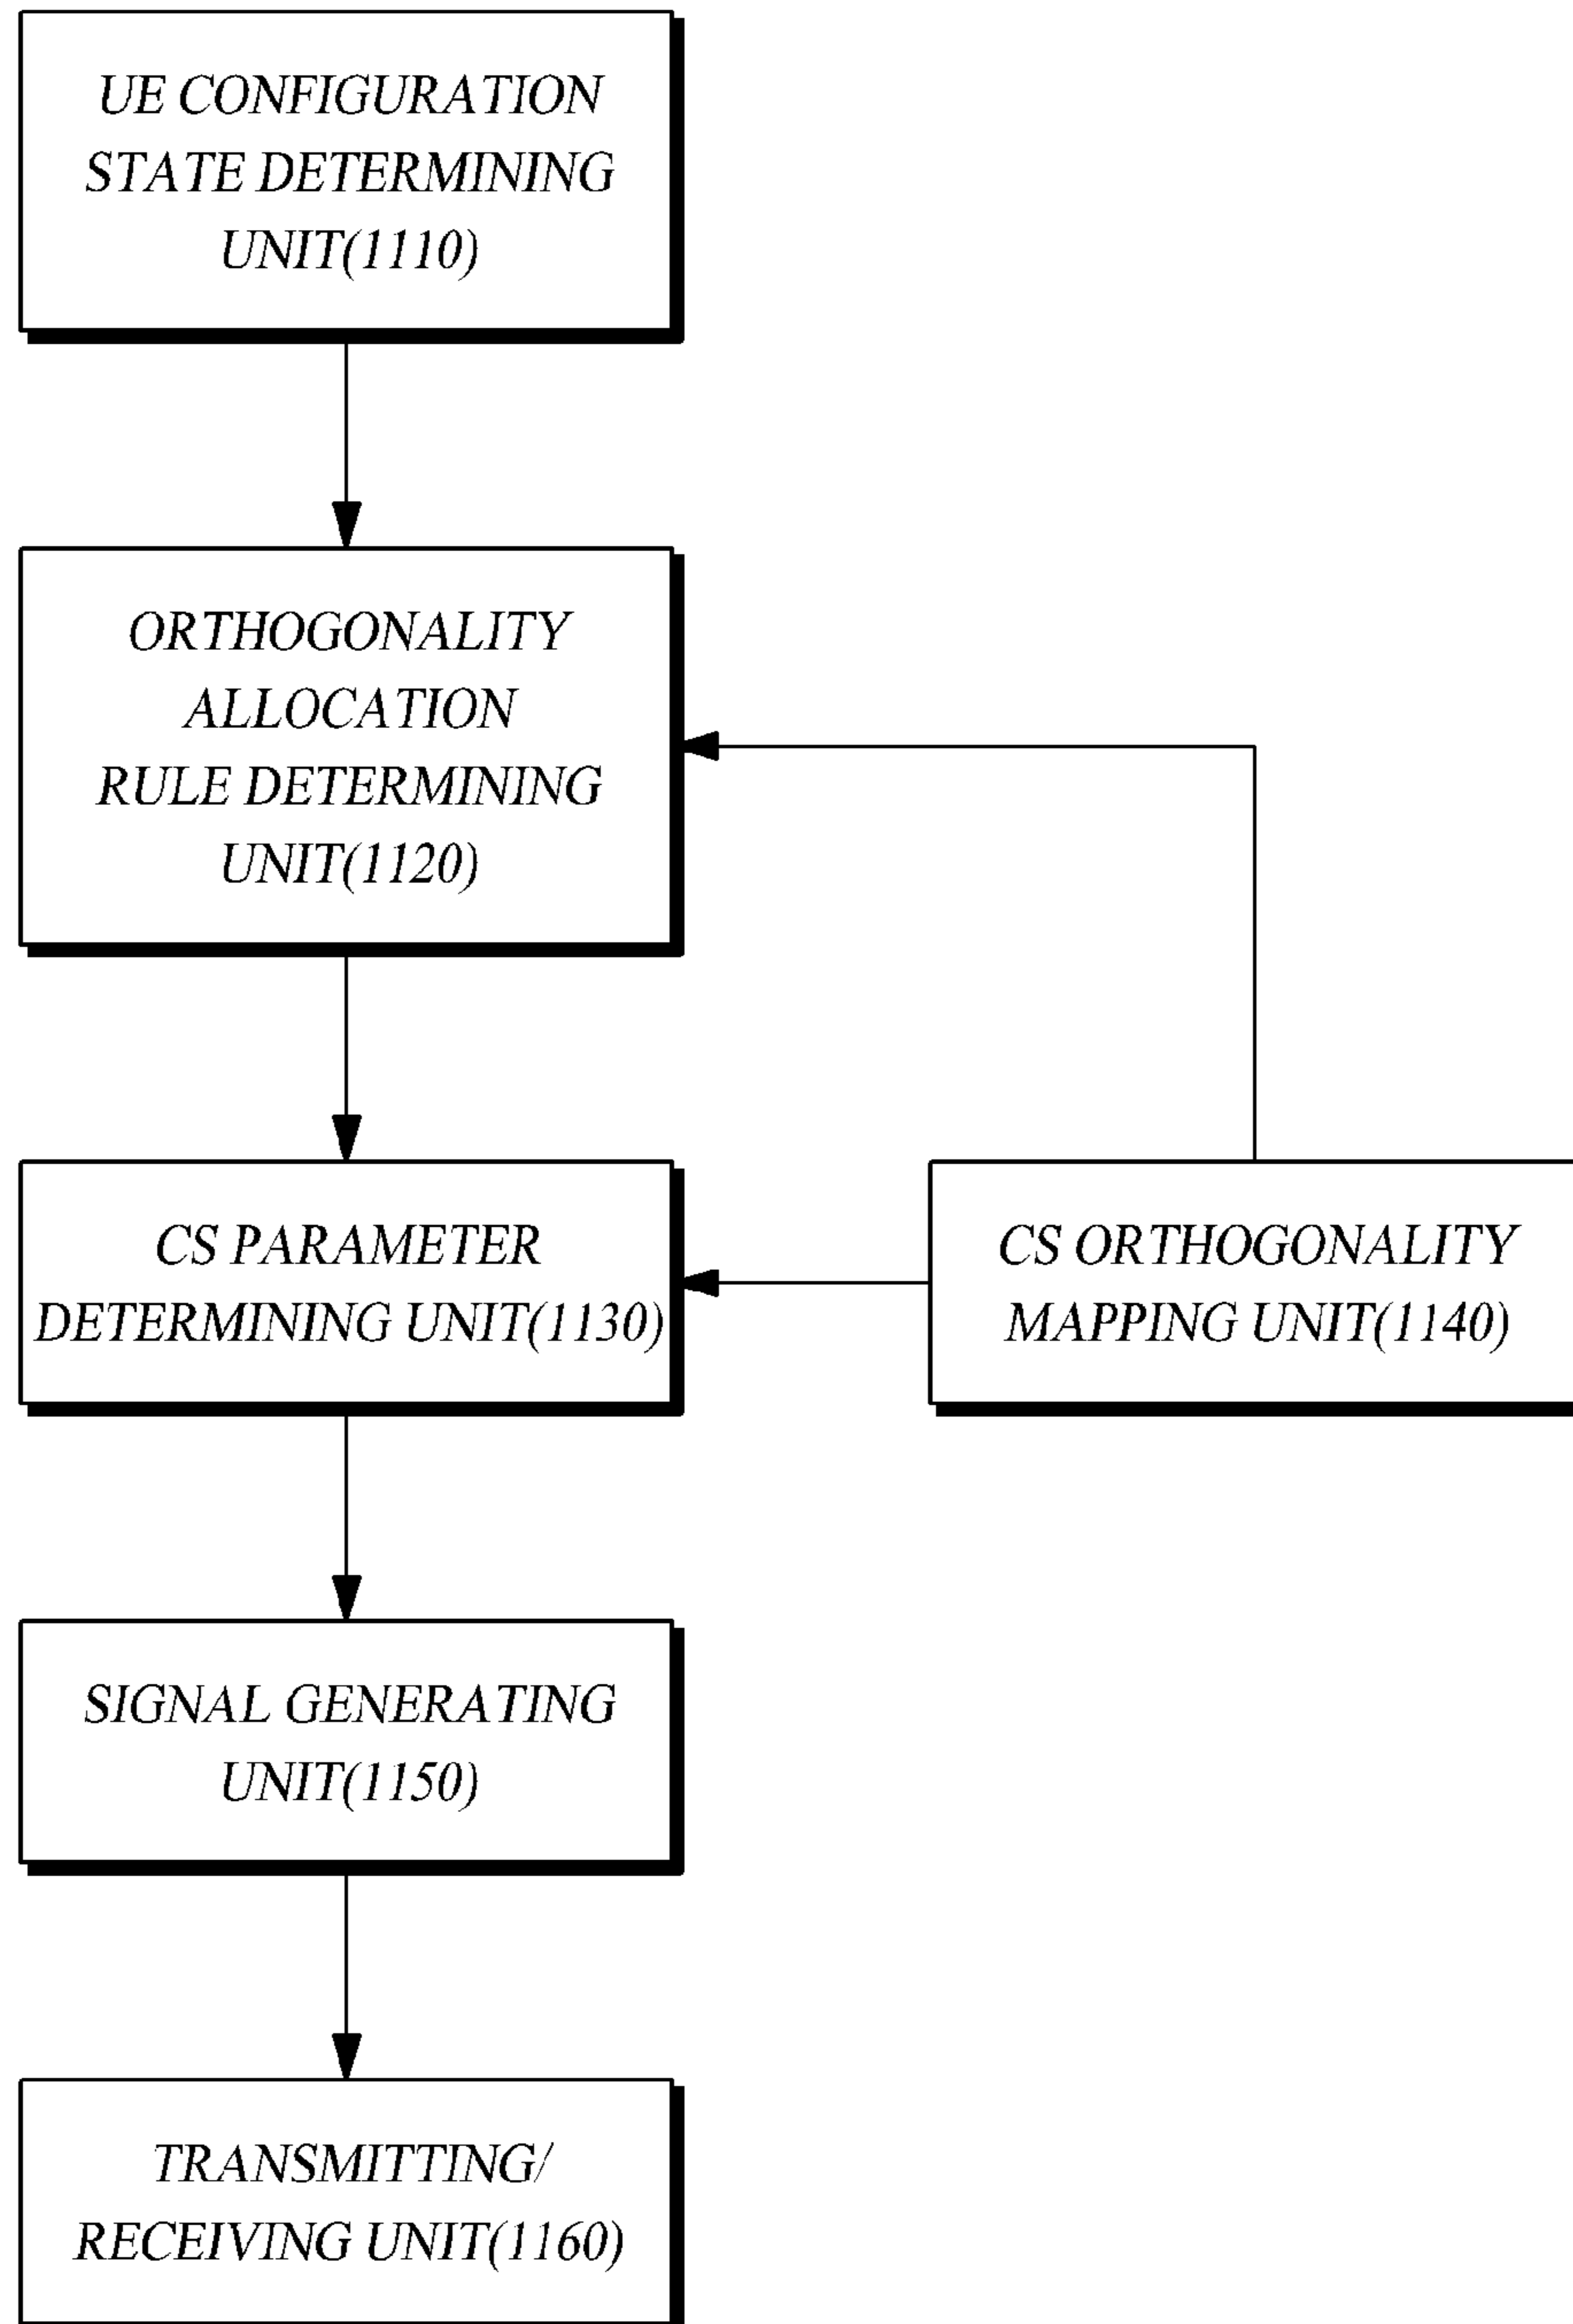 UE CONFIGURATION
STATE DETERMINING
UNIT(1110)
ORTHOGONALITY
ALLOCATION
RULE DETERMINING
UNIT(1120)
CS PARAMETER
DETERMINING UNIT(1130)
CS ORTHOGONALITY
MAPPING UNIT(1140)
SIGNAL GENERATING
UNIT(1150)
TRANSMITTING/
RECEIVING UNIT(1160)